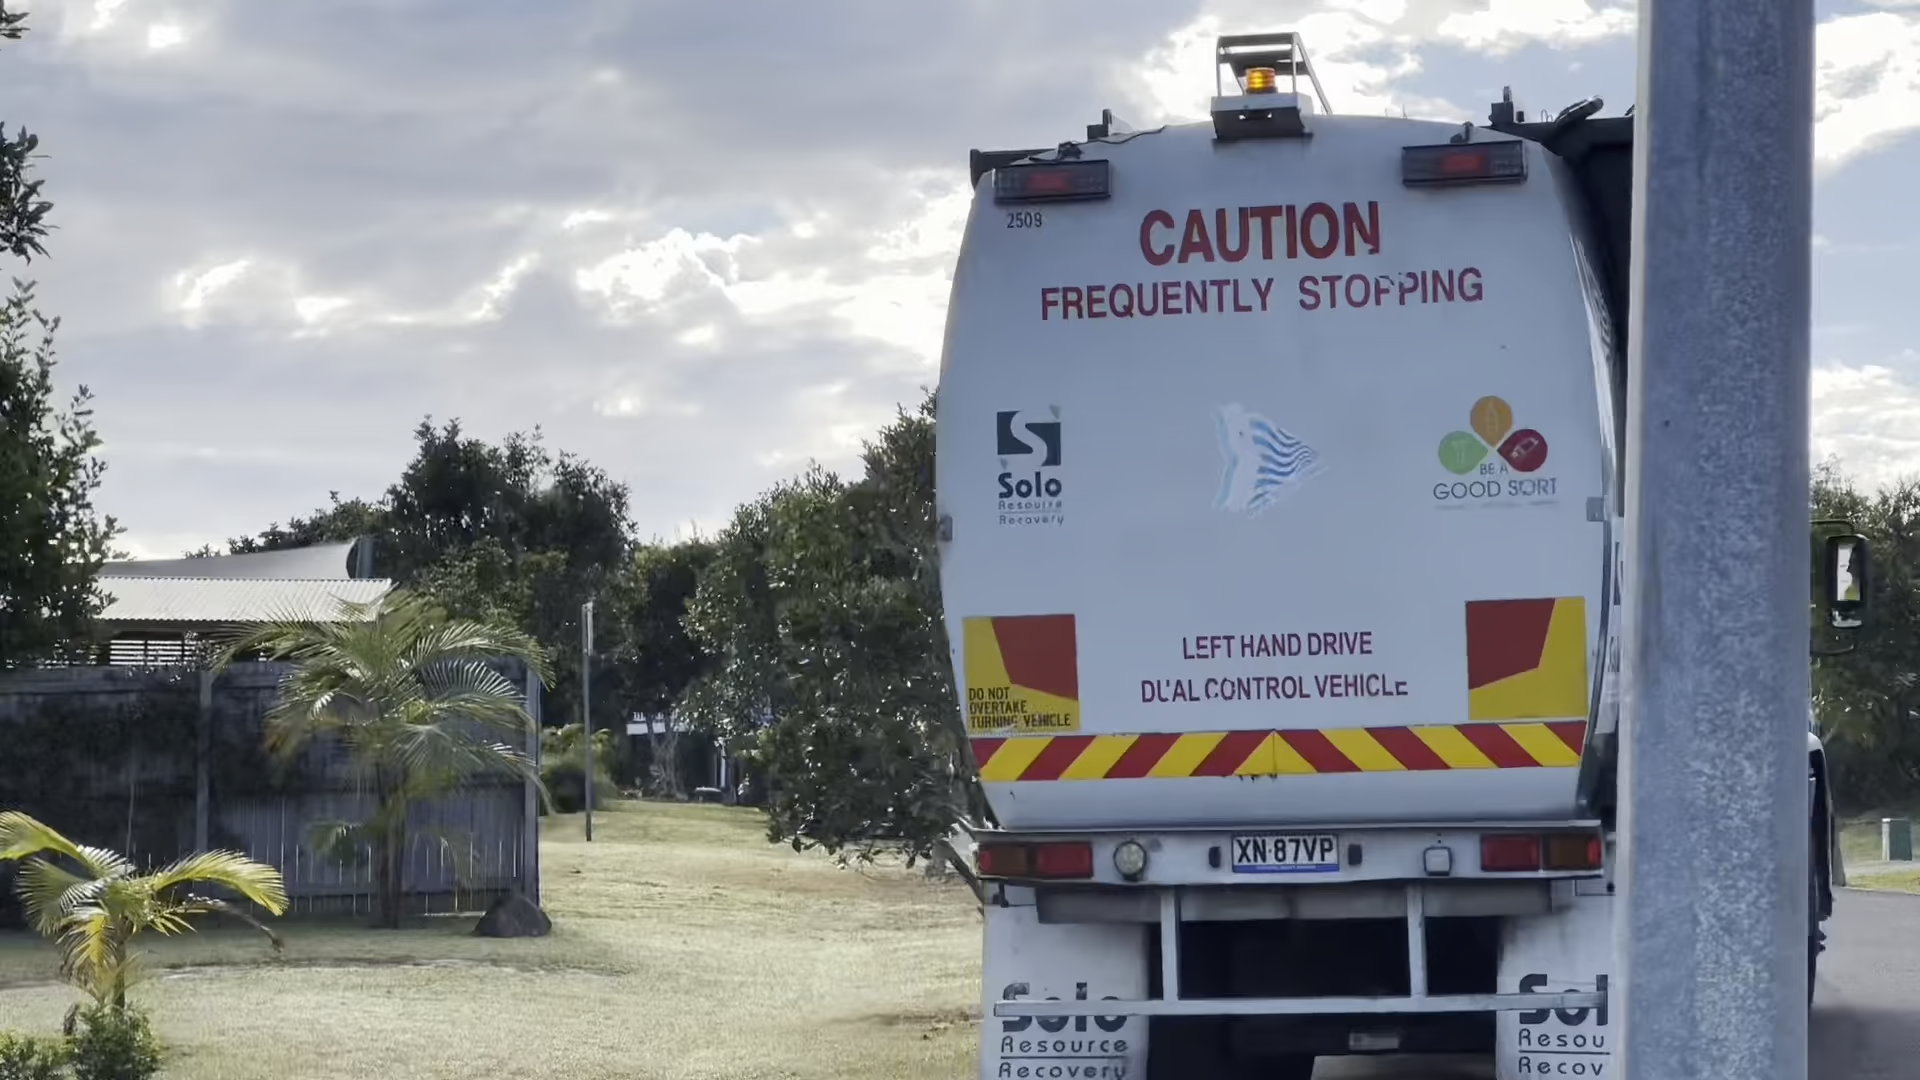 2509
CAUTION
FREQUENTLY STOPPING
Solo
Resource
Recovery
BE A
GOOD SORT
LEFT HAND DRIVE
DUAL CONTROL VEHICLE
DO NOT
OVERTAKE
TURNING VEHICLE
XN·87VP
Solo
Resource
Recovery
Sol
Resou
Recov